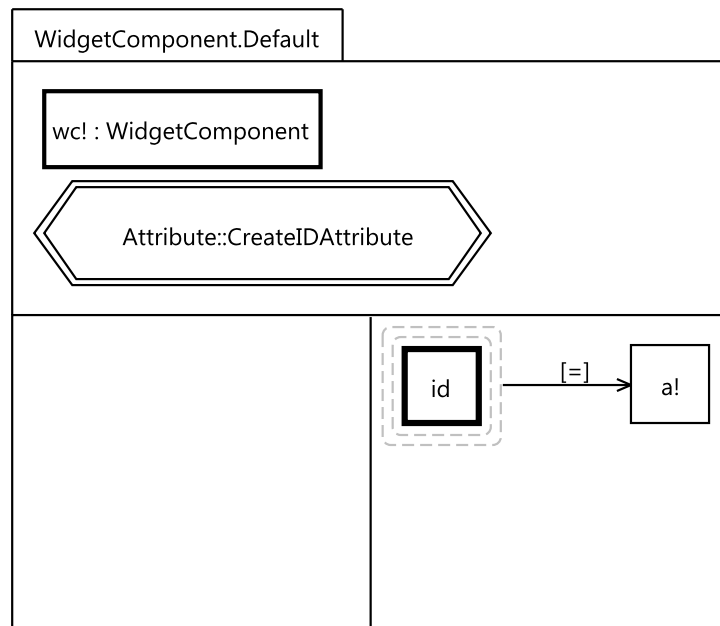 WidgetComponent.Default
wc! : WidgetComponent
Attribute::CreateIDAttribute
id
[=]
a!